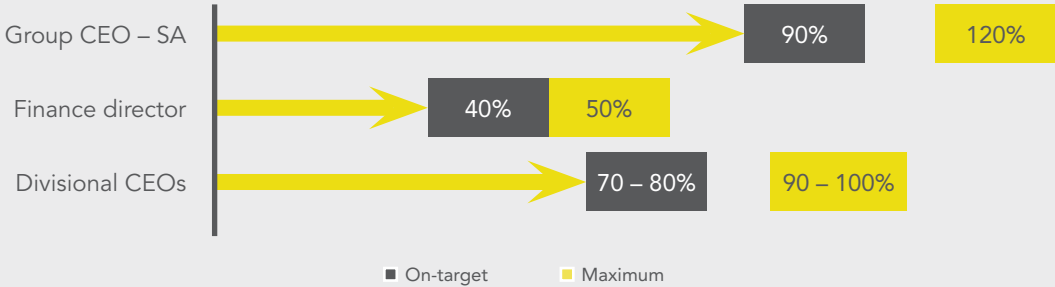 Group CEO – SA 90% 120%
Finance director 40% 50%
Divisional CEOs 70 – 80% 90 – 100%
On-target Maximum